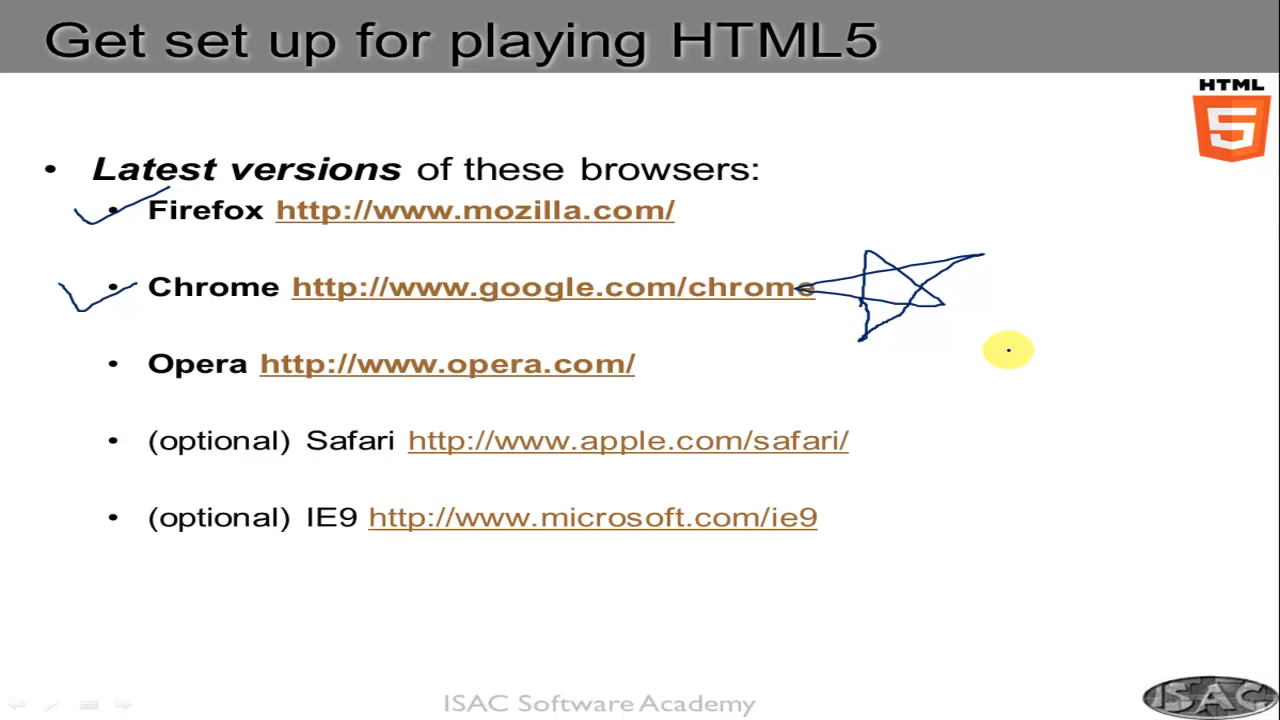 Get set up for playing HTML5
HTML
5
• Latest versions of these browsers:
• Firefox http://www.mozilla.com/
• Chrome http://www.google.com/chrome
• Opera http://www.opera.com/
• (optional) Safari http://www.apple.com/safari/
• (optional) IE9 http://www.microsoft.com/ie9
ISAC Software Academy
ISAC